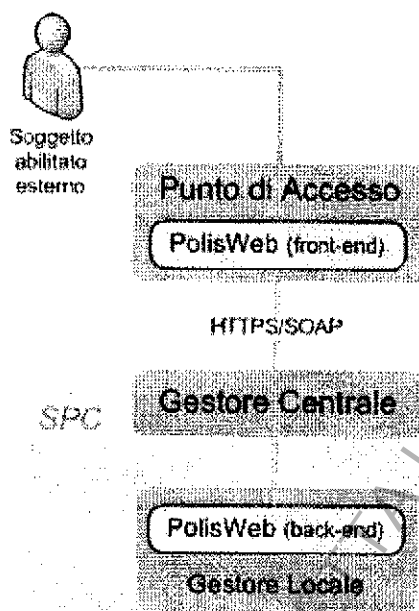 Soggetto
abilitato
esterno
Punto di Accesso
PolisWeb (front-end)
HTTPS/SOAP
Gestore Centrale
SPC
PolisWeb (back-end)
Gestore Locale